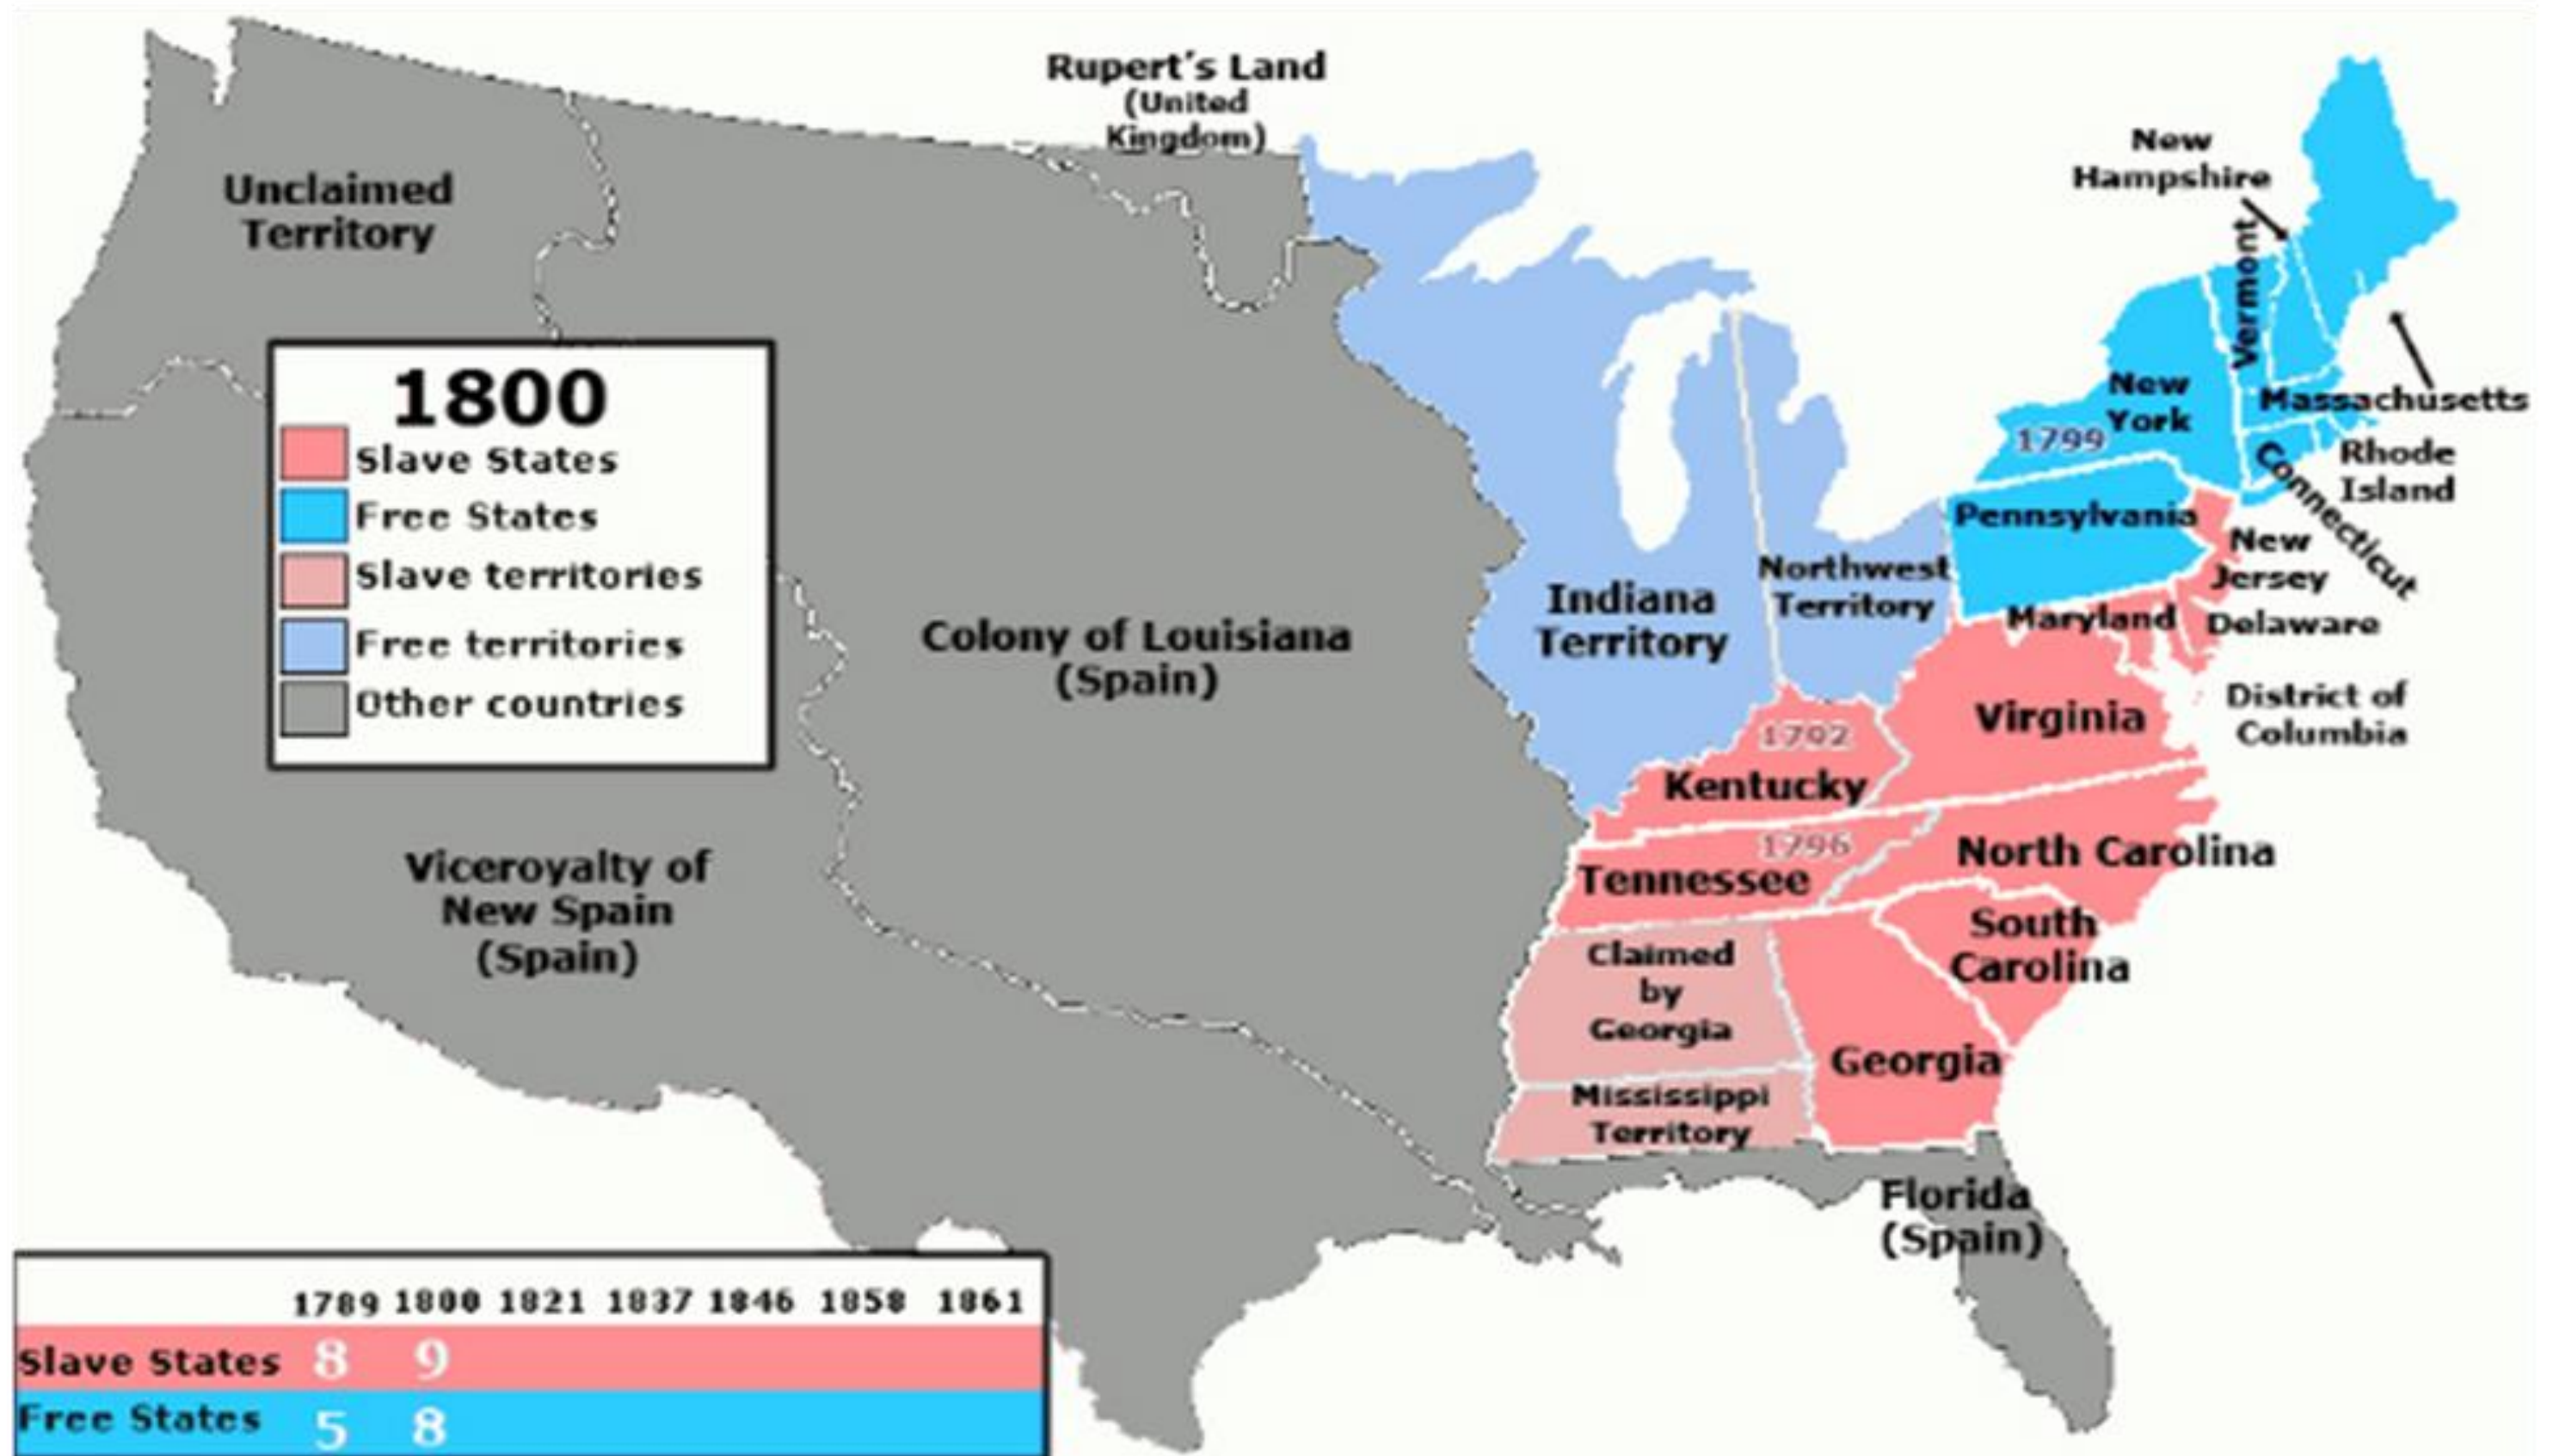 Rupert´s Land
(United
Kingdom)
New
Hampshire
Unclaimed
Territory
Vermont
1800
Slave States
Free States
Slave territories
Free territories
Other countries
New
York
1799
Massachusetts
Rhode
Island
Connecticut
Pennsylvania
New
Jersey
Northwest
Territory
Indiana
Territory
Maryland
Delaware
Colony of Louisiana
(Spain)
District of
Columbia
Virginia
1792
Kentucky
1796
Tennessee
North Carolina
Viceroyalty of
New Spain
(Spain)
South
Carolina
Claimed
by
Georgia
Georgia
Mississippi
Territory
Florida
(Spain)
1789 1800 1821 1837 1846 1858 1861
Slave States 8 9
Free States 5 8